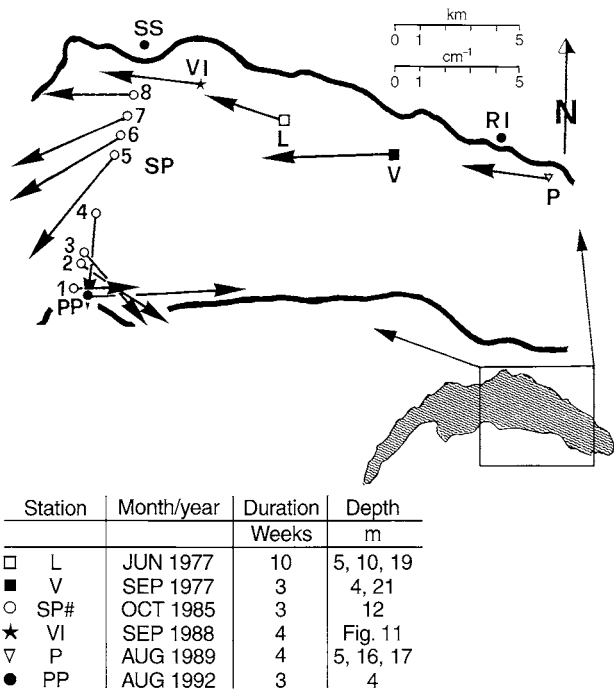 SS
km
0 1 5
cm⁻¹
0 1 5
VI
8
7
6
5
SP
L
RI
N
V
P
4
3
2
1
PP
Station Month/year Duration Depth
Weeks m
□ L JUN 1977 10 5, 10, 19
■ V SEP 1977 3 4, 21
○ SP# OCT 1985 3 12
★ VI SEP 1988 4 Fig. 11
▽ P AUG 1989 4 5, 16, 17
● PP AUG 1992 3 4